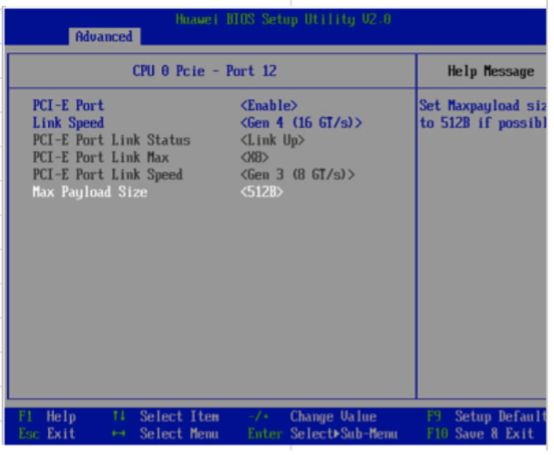 Huawei BIOS Setup Utility V2.0
Advanced
CPU 0 Pcie - Port 12
Help Message
PCI-E Port <Enable>
Link Speed <Gen 4 (16 GT/s)>
PCI-E Port Link Status <Link Up>
PCI-E Port Link Max <X8>
PCI-E Port Link Speed <Gen 3 (8 GT/s)>
Max Payload Size <512B>
Set Maxpayload siz
to 512B if possibl
F1 Help ↑↓ Select Item -/+ Change Value F9 Setup Default
Esc Exit ↔ Select Menu Enter Select▶Sub-Menu F10 Save & Exit